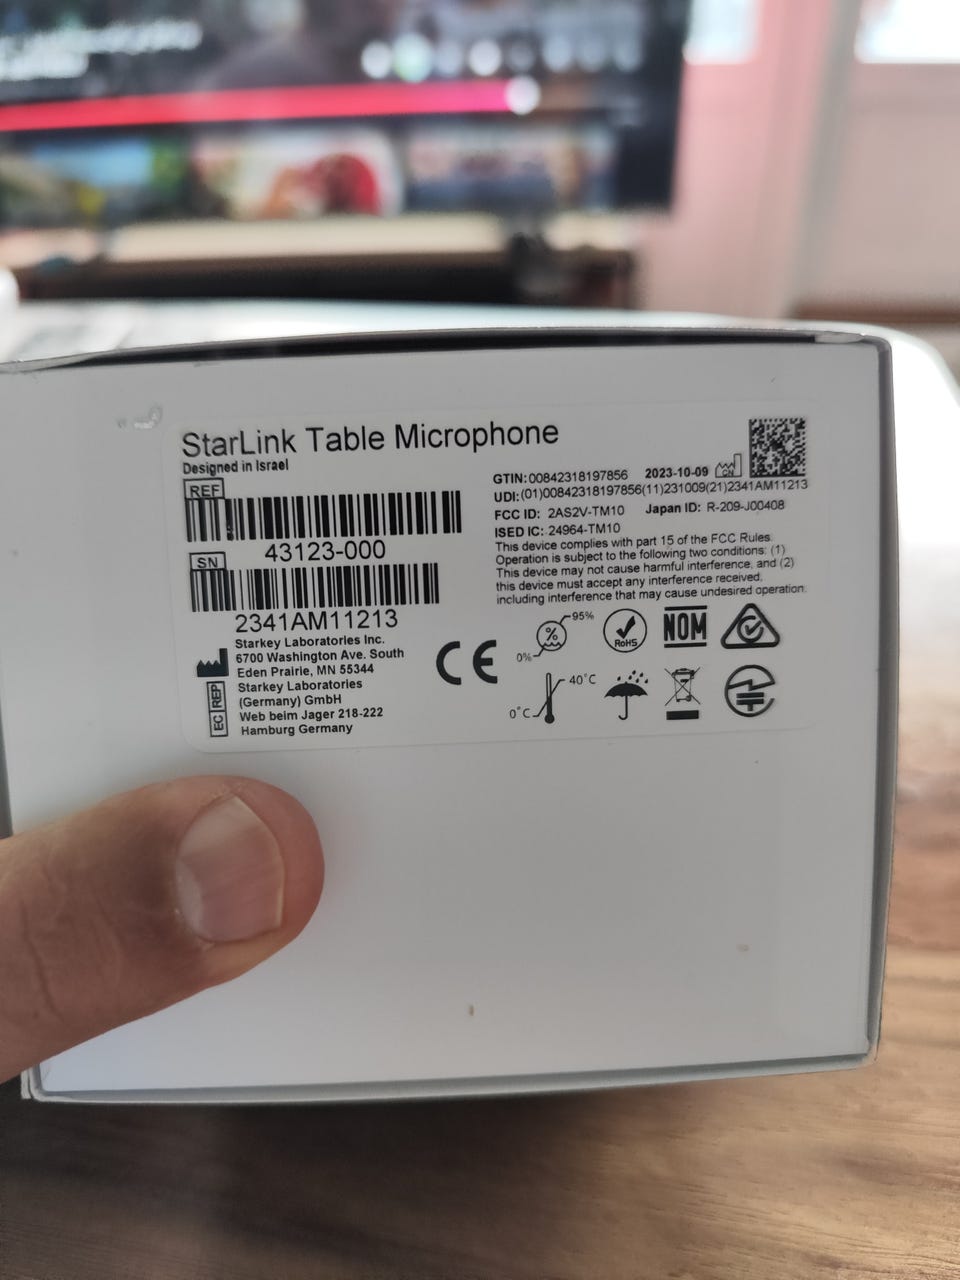 StarLink Table Microphone
Designed in Israel
REF
43123-000
SN
2341AM11213
Starkey Laboratories Inc.
6700 Washington Ave. South
Eden Prairie, MN 55344
EC REP
Starkey Laboratories
(Germany) GmbH
Web beim Jager 218-222
Hamburg Germany
GTIN:00842318197856 2023-10-09 CN
UDI:(01)00842318197856(11)231009(21)2341AM11213
FCC ID: 2AS2V-TM10 Japan ID: R-209-J00408
ISED IC: 24964-TM10
This device complies with part 15 of the FCC Rules.
Operation is subject to the following two conditions: (1)
This device may not cause harmful interference, and (2)
this device must accept any interference received,
including interference that may cause undesired operation.
CE
0% % 95%
RoHS
NOM
0°C 40°C